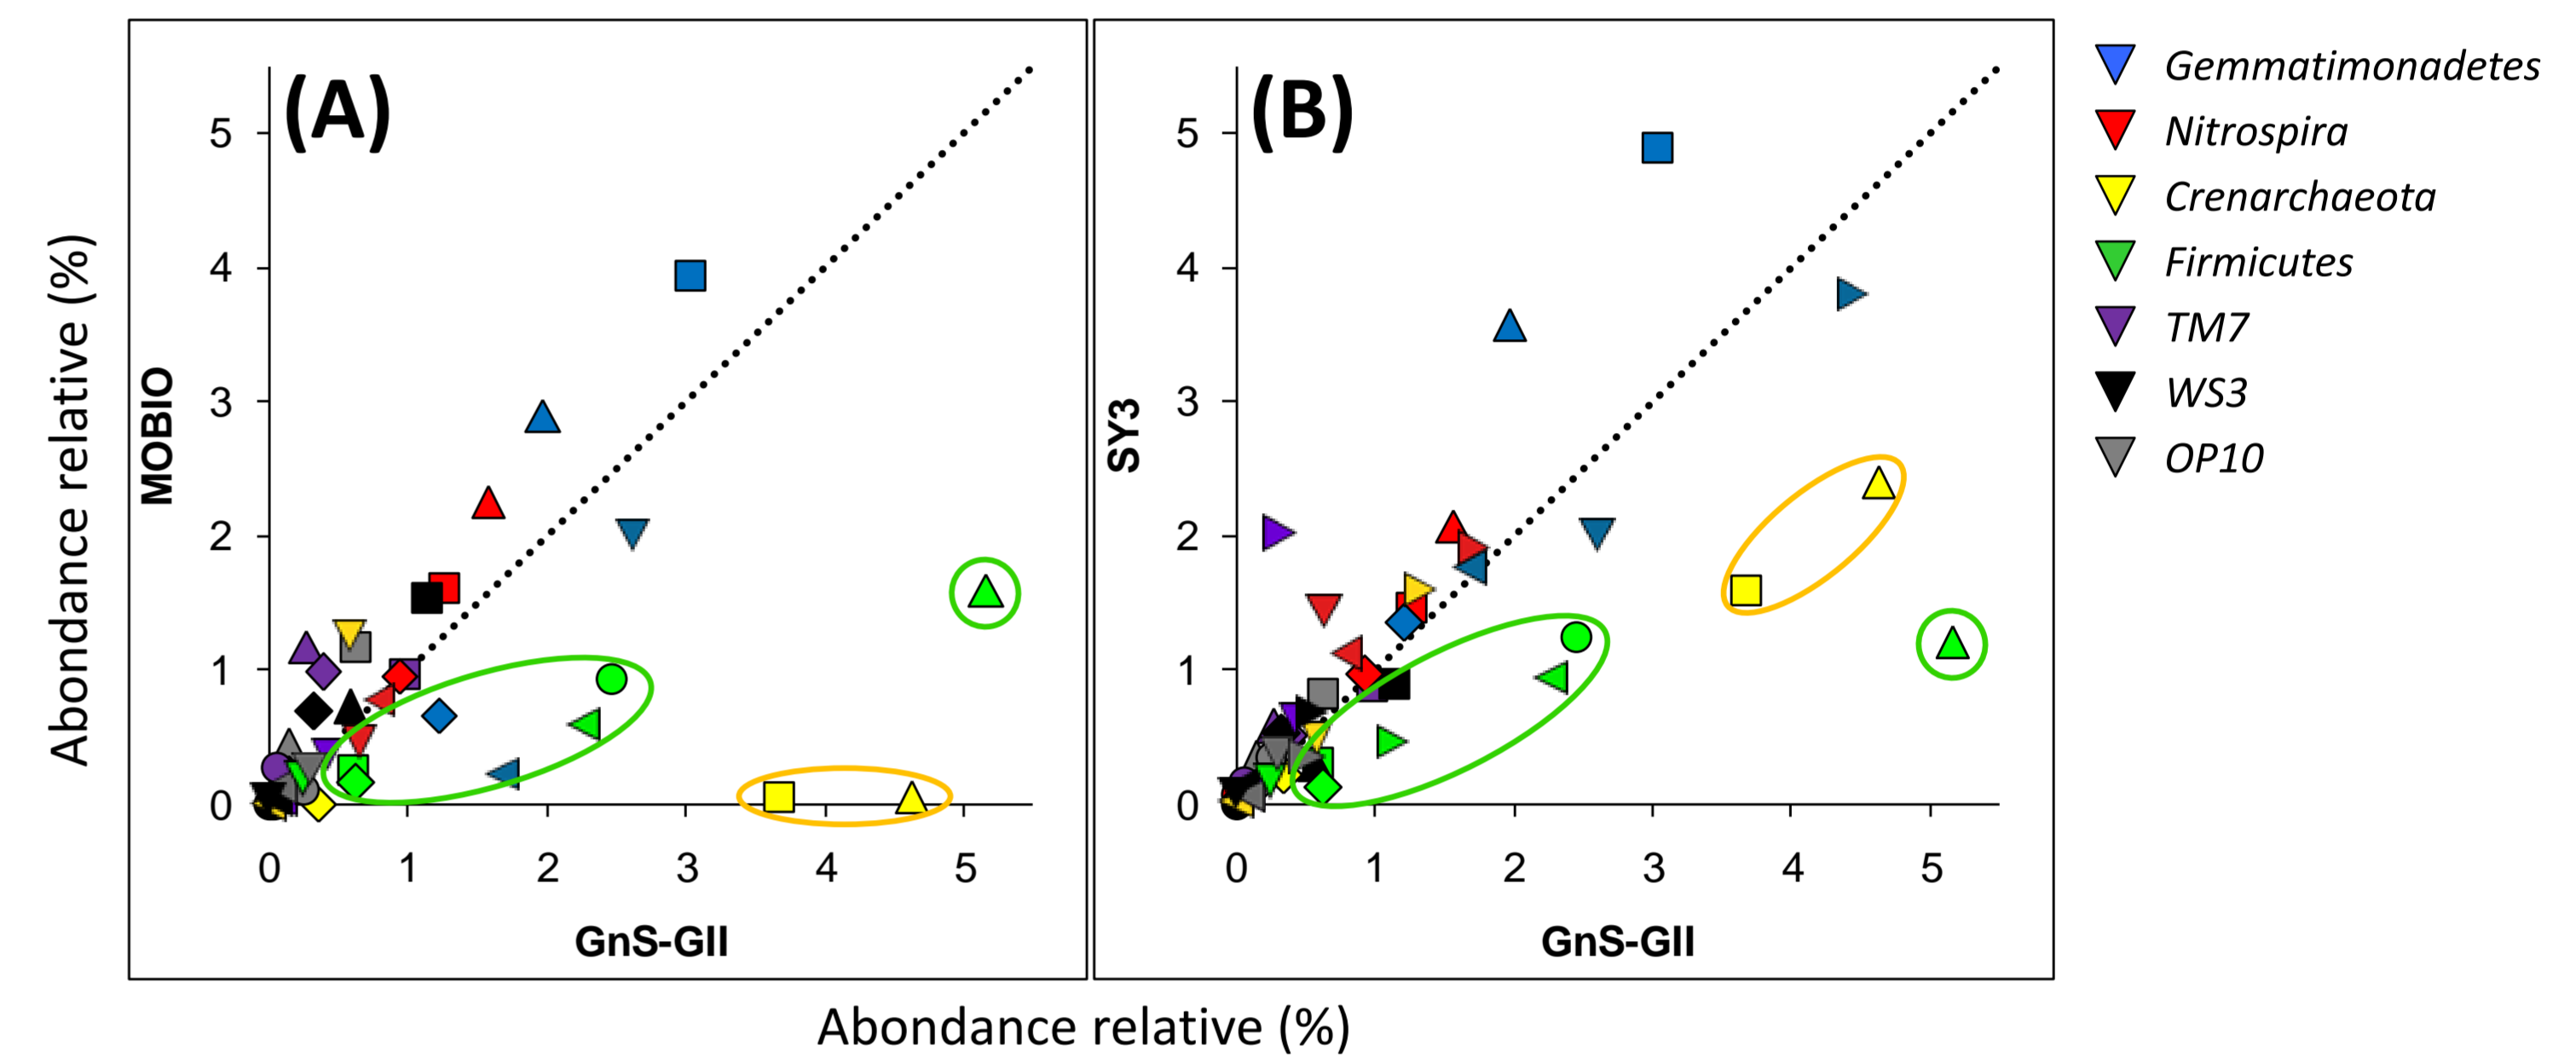 (A)
5
4
3
2
1
0
0 1 2 3 4 5
MOBIO
GnS-GII
(B)
5
4
3
2
1
0
0 1 2 3 4 5
SY3
GnS-GII
Abondance relative (%)
Abondance relative (%)
Gemmatimonadetes
Nitrospira
Crenarchaeota
Firmicutes
TM7
WS3
OP10